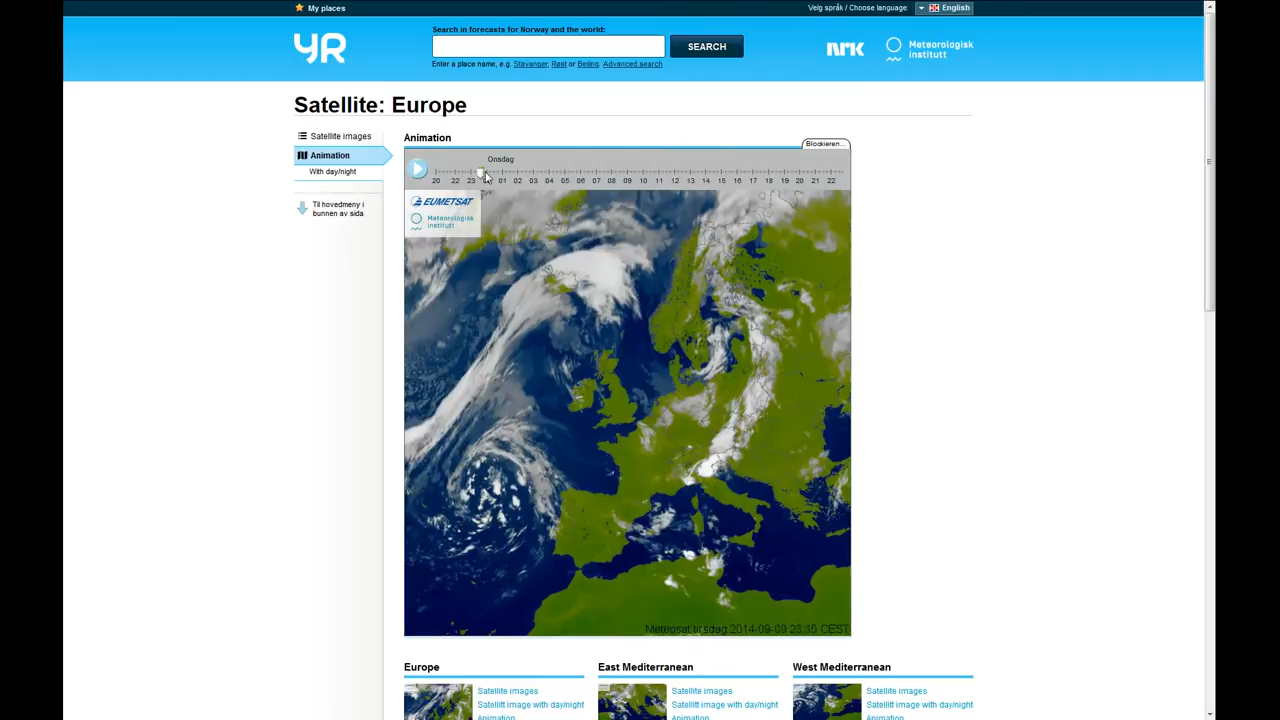 My places
Velg språk / Choose language:
English
Search in forecasts for Norway and the world:
yr
SEARCH
nrk
Meteorologisk
institutt
Enter a place name, e.g. Stavanger, Røst or Beijing. Advanced search
Satellite: Europe
Satellite images
Animation
With day/night
Til hovedmeny i
bunnen av sida
Animation
Blockieren...
Onsdag
20 22 23 01 02 03 04 05 06 07 08 09 10 11 12 13 14 15 16 17 18 19 20 21 22
EUMETSAT
Meteorologisk
institutt
Meteosat tirsdag 2014-09-09 CEST
Europe
Satellite images
Satellitt image with day/night
Animation
East Mediterranean
Satellite images
Satellitt image with day/night
Animation
West Mediterranean
Satellite images
Satellitt image with day/night
Animation